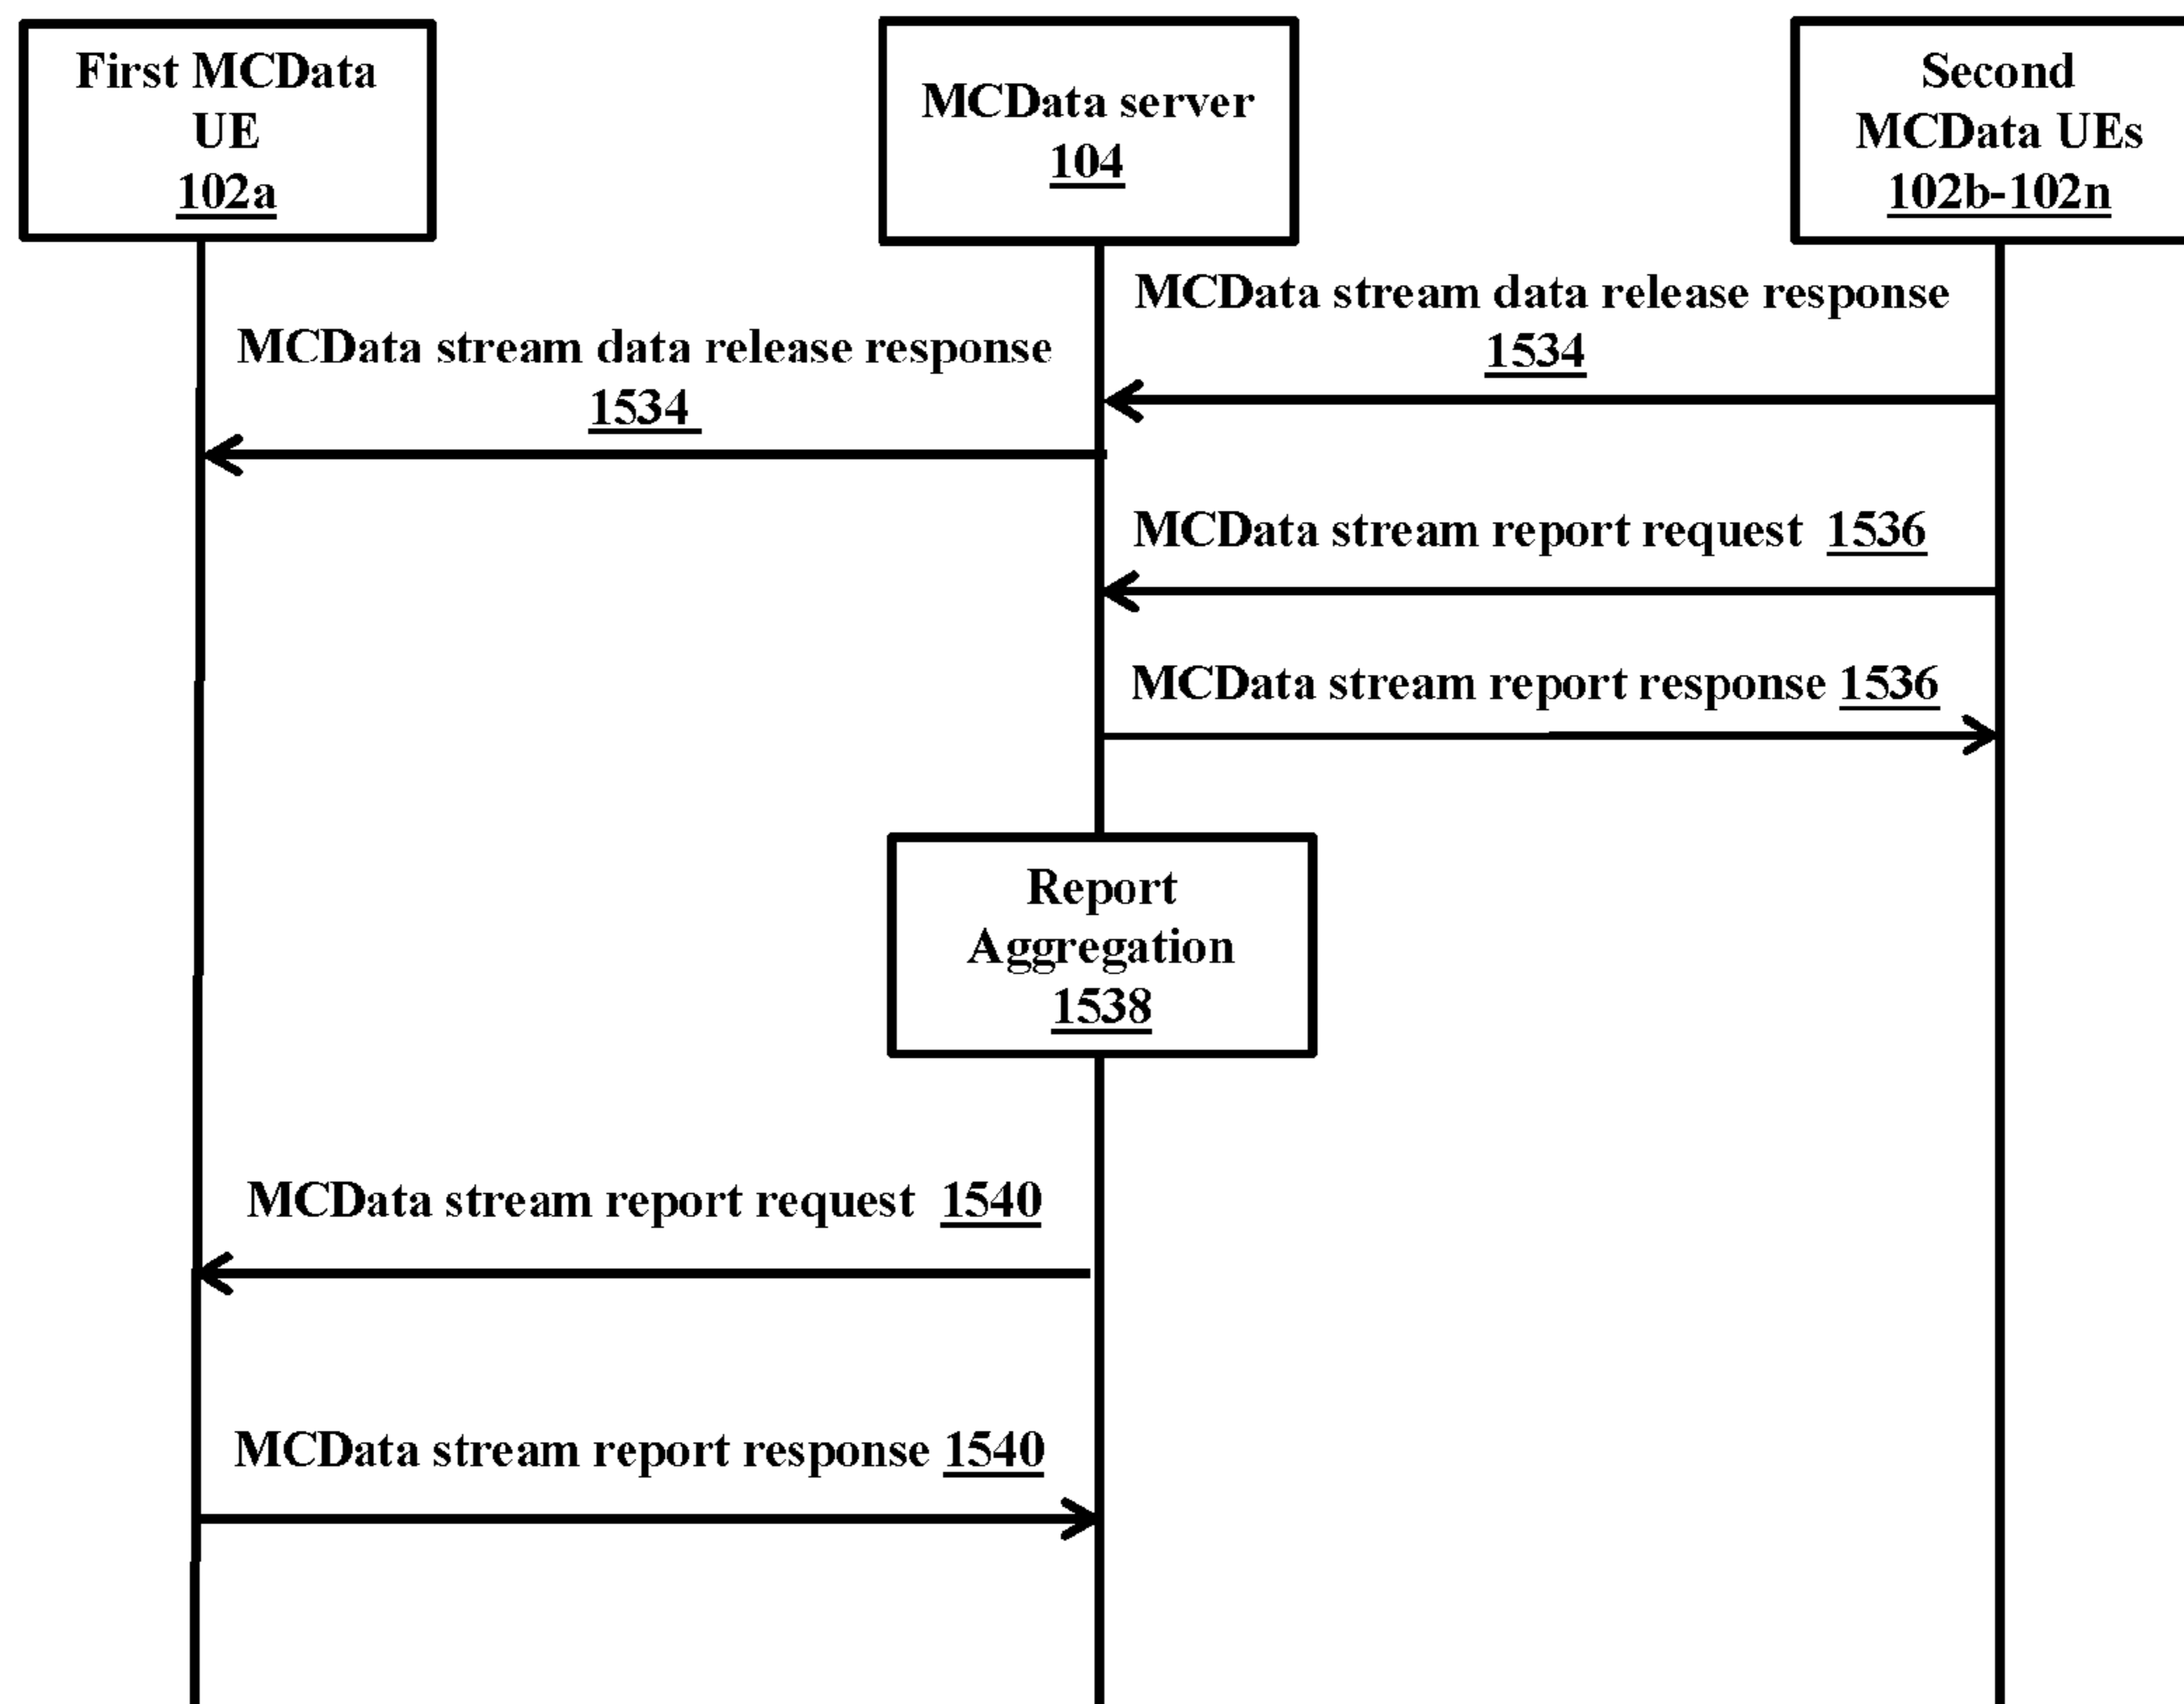 First MCData
UE
102a
MCData server
104
Second
MCData UEs
102b-102n
MCData stream data release response
1534
MCData stream data release response
1534
MCData stream report request 1536
MCData stream report response 1536
Report
Aggregation
1538
MCData stream report request 1540
MCData stream report response 1540